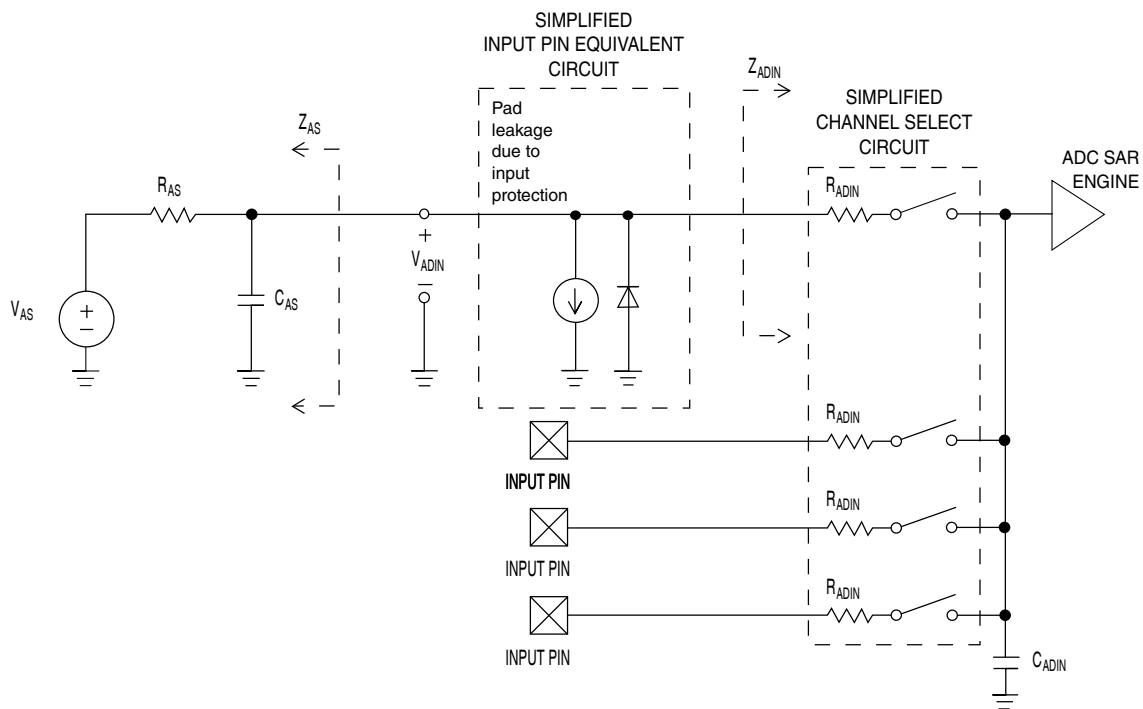 SIMPLIFIED
INPUT PIN EQUIVALENT
CIRCUIT
Pad
leakage
due to
input
protection
Z_ADIN
SIMPLIFIED
CHANNEL SELECT
CIRCUIT
ADC SAR
ENGINE
Z_AS
R_AS
R_ADIN
+
V_ADIN
–
C_AS
V_AS
+
–
R_ADIN
INPUT PIN
R_ADIN
INPUT PIN
R_ADIN
INPUT PIN
C_ADIN